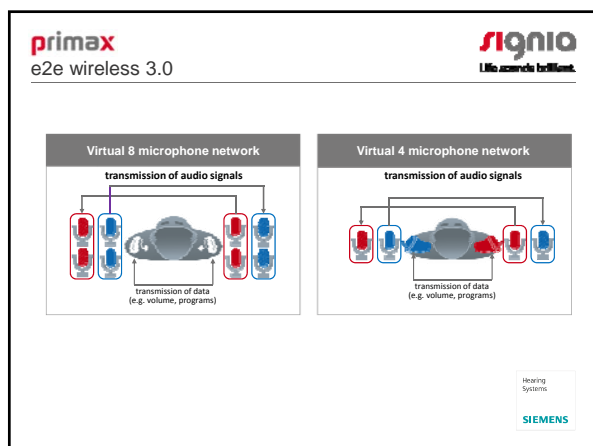 primax
signia
e2e wireless 3.0
Life sounds brilliant.
Virtual 8 microphone network
transmission of audio signals
transmission of data
(e.g. volume, programs)
Virtual 4 microphone network
transmission of audio signals
transmission of data
(e.g. volume, programs)
Hearing
Systems
SIEMENS